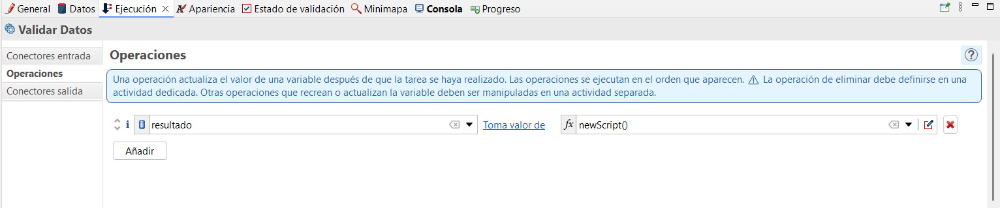 General Datos Ejecución Apariencia Estado de validación Minimapa Consola Progreso
Validar Datos
Conectores entrada
Operaciones
Conectores salida
Operaciones
Una operación actualiza el valor de una variable después de que la tarea se haya realizado. Las operaciones se ejecutan en el orden que aparecen. ⚠ La operación de eliminar debe definirse en una
actividad dedicada. Otras operaciones que recrean o actualizan la variable deben ser manipuladas en una actividad separada.
resultado Toma valor de fx newScript()
Añadir